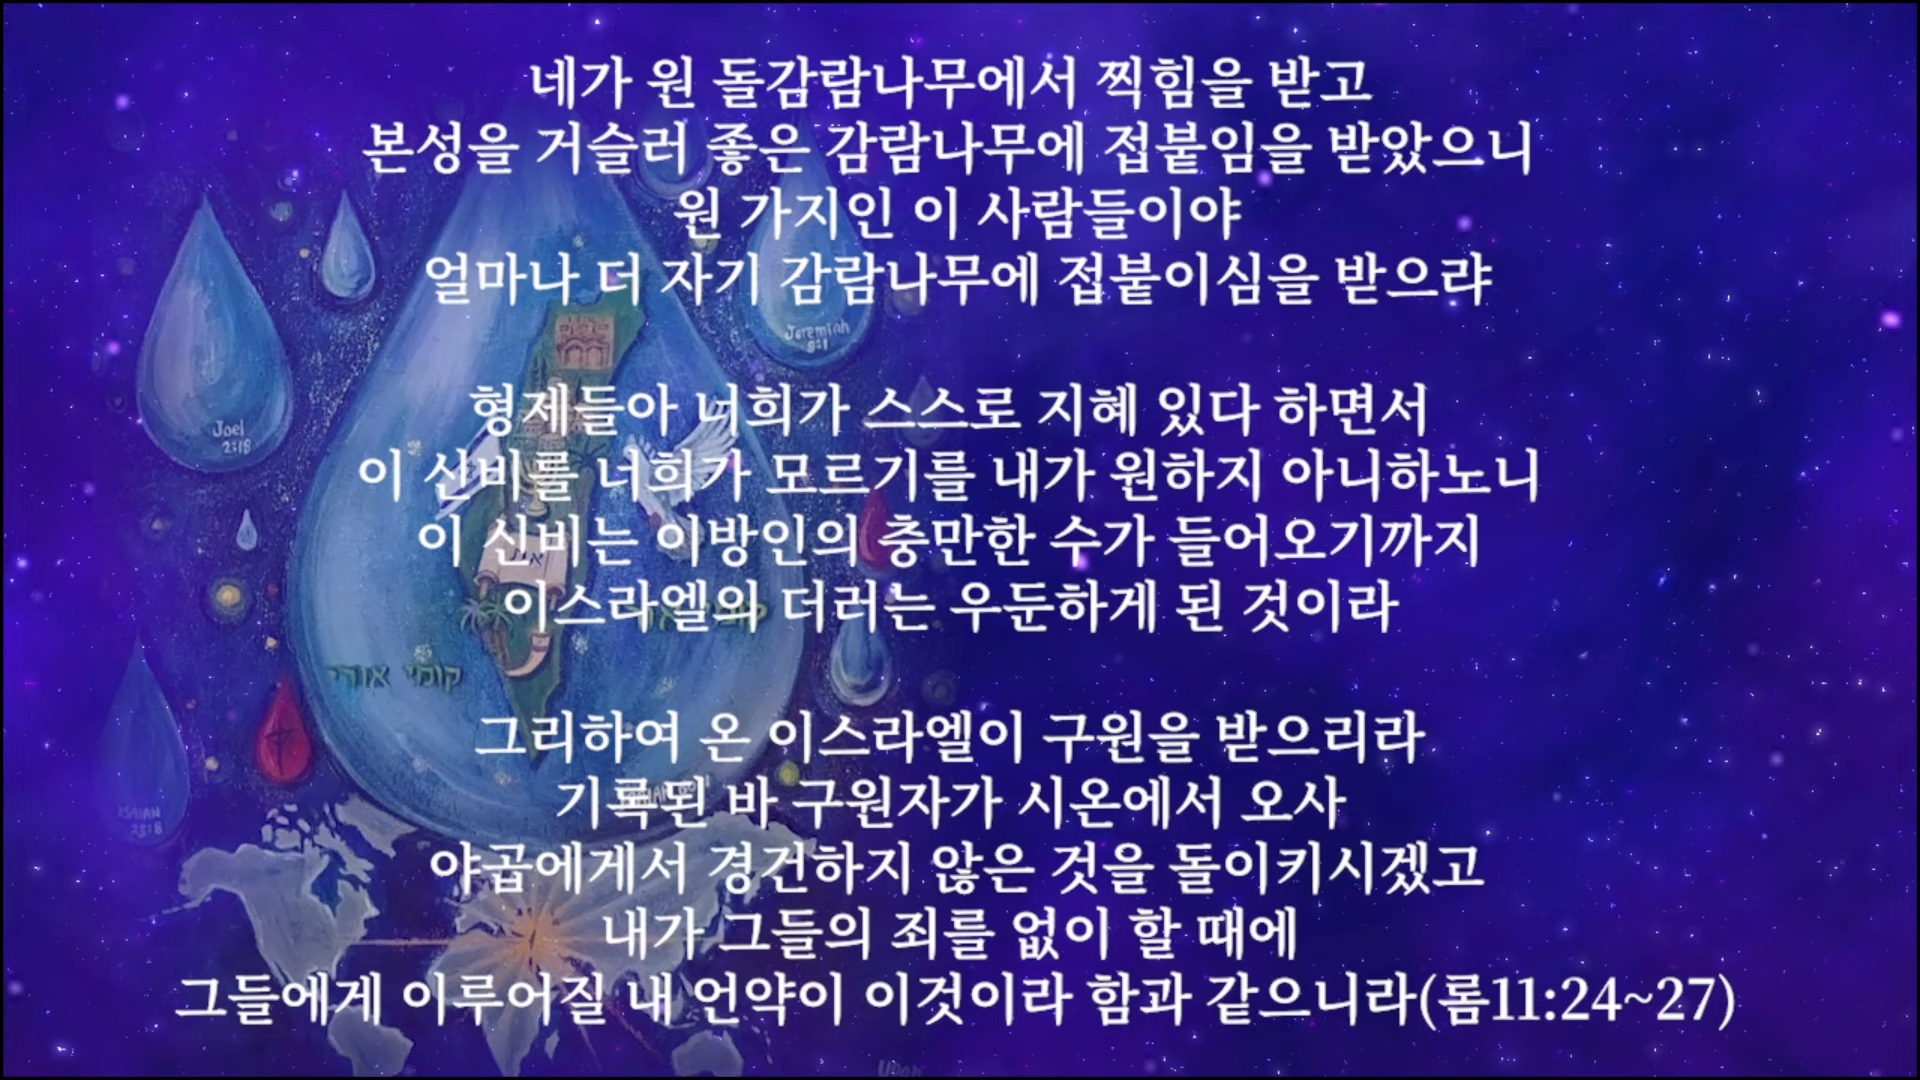 네가 원 돌감람나무에서 찍힘을 받고
본성을 거슬러 좋은 감람나무에 접붙임을 받았으니
원 가지인 이 사람들이야
얼마나 더 자기 감람나무에 접붙이심을 받으랴
Jeremiah
9:1
형제들아 너희가 스스로 지혜 있다 하면서
Joel
2:18
이 신비를 너희가 모르기를 내가 원하지 아니하노니
이 신비는 이방인의 충만한 수가 들어오기까지
이스라엘의 더러는 우둔하게 된 것이라
קומי אורי
그리하여 온 이스라엘이 구원을 받으리라
기록된 바 구원자가 시온에서 오사
ISAIAH
25:8
야곱에게서 경건하지 않은 것을 돌이키시겠고
내가 그들의 죄를 없이 할 때에
그들에게 이루어질 내 언약이 이것이라 함과 같으니라(롬11:24~27)